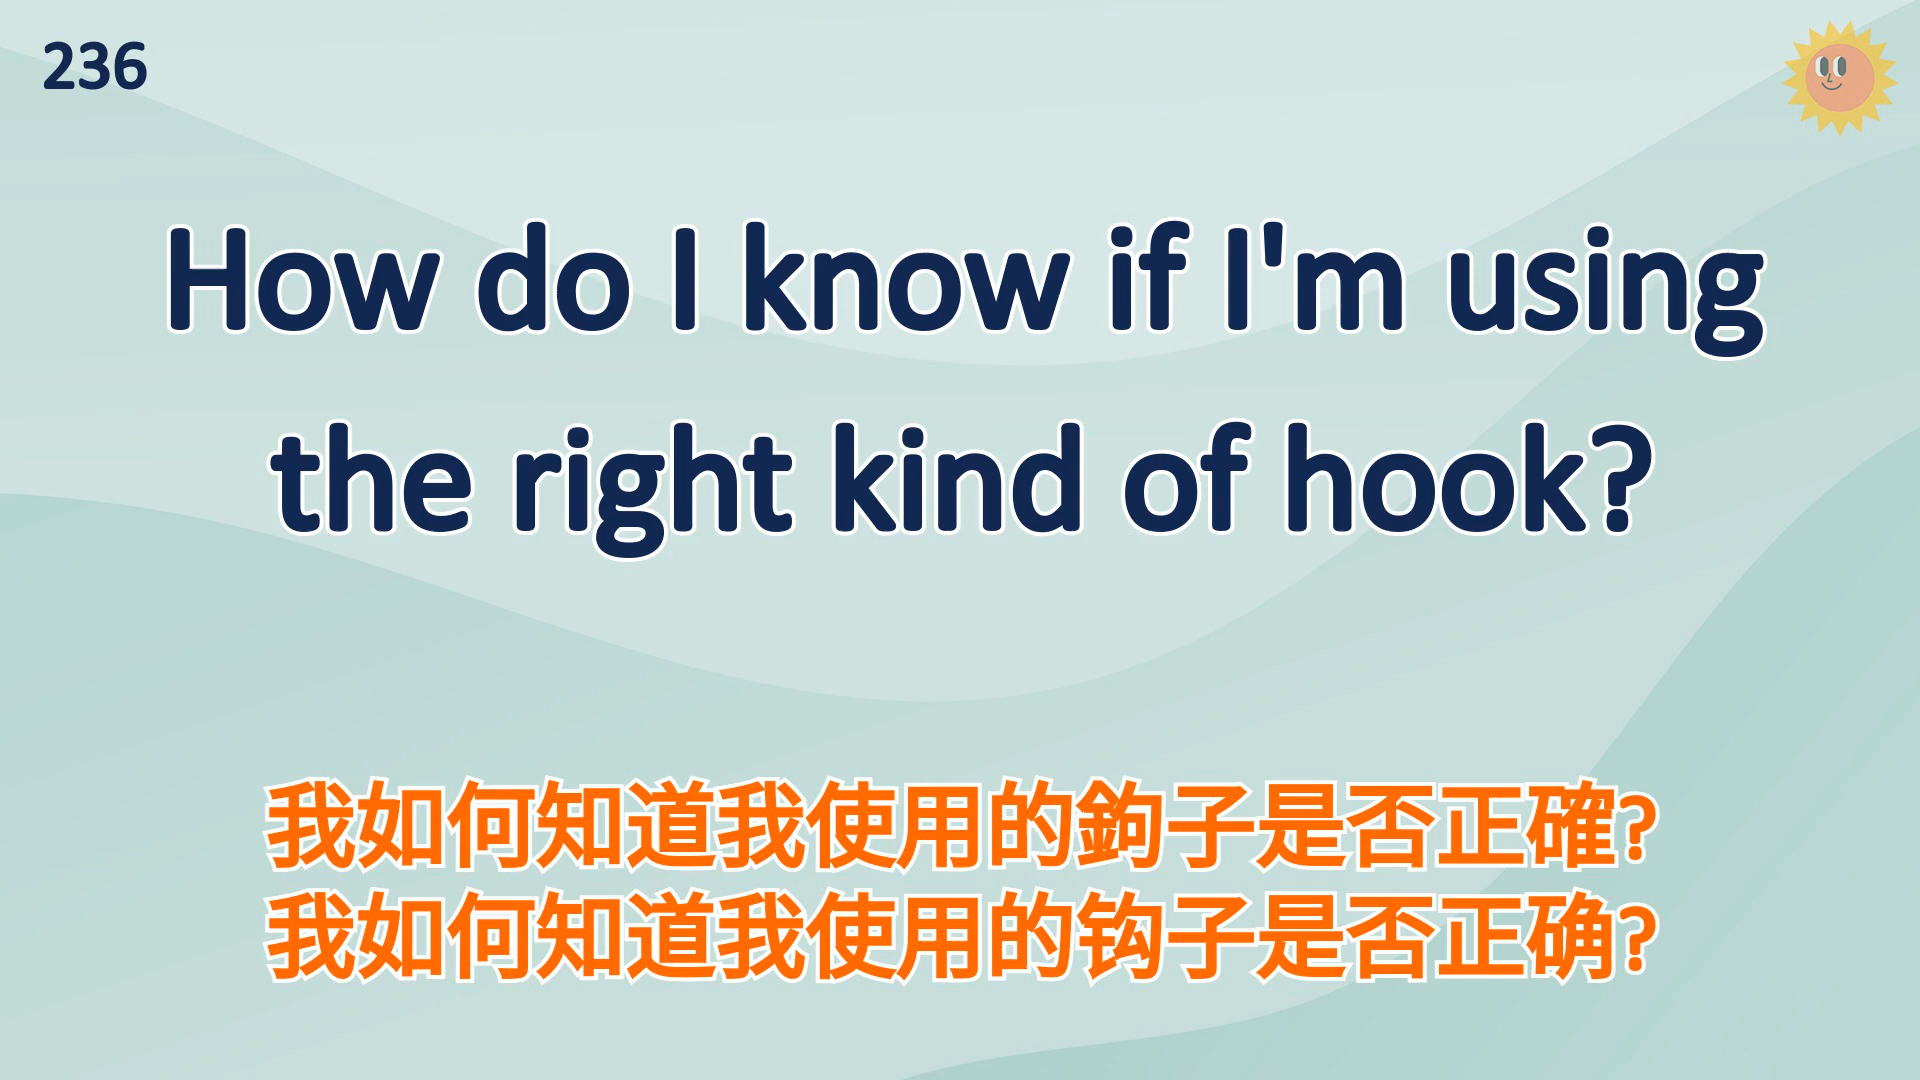 236
How do I know if I'm using
the right kind of hook?
我如何知道我使用的鉤子是否正確?
我如何知道我使用的钩子是否正确?